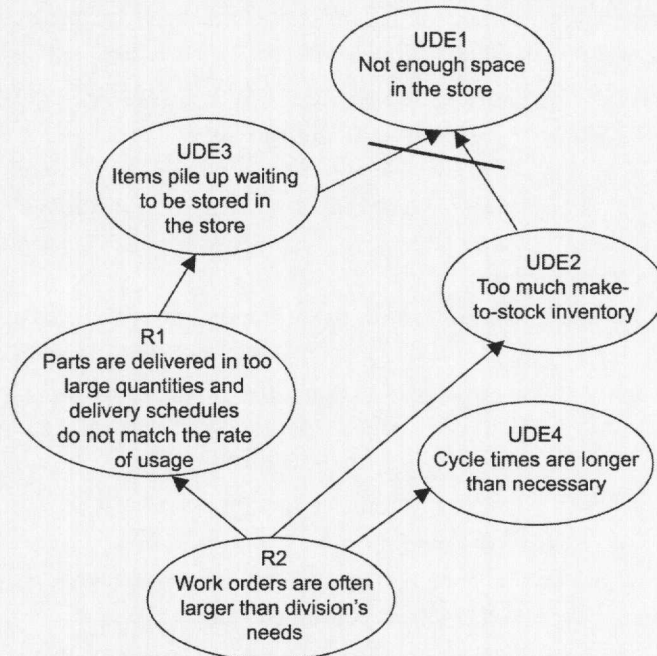 UDE1
Not enough space
in the store
UDE3
Items pile up waiting
to be stored in
the store
UDE2
Too much make-
to-stock inventory
R1
Parts are delivered in too
large quantities and
delivery schedules
do not match the rate
of usage
UDE4
Cycle times are longer
than necessary
R2
Work orders are often
larger than division's
needs